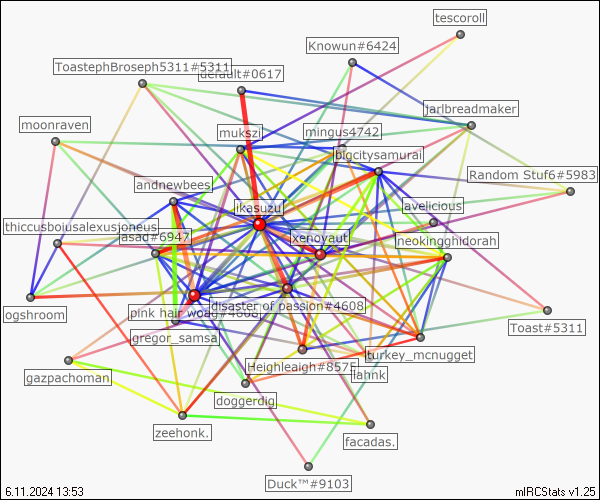 tescoroll
Knowun#6424
ToastephBroseph5311#5311
default#0617
jarlbreadmaker
moonraven
mukszi
mingus4742
bigcitysamurai
Random Stuf6#5983
andnewbees
ikasuzu
avelicious
thiccusboiusalexusjoneus
asad#6947
xenovaut
neokingghidorah
disaster of passion#4608
ogshroom
pink hair woag#4608
Toast#5311
gregor_samsa
turkey_mcnugget
Heighleaigh#8575
lahnk
gazpachoman
doggerdig
zeehonk.
facadas.
Duck™#9103
6.11.2024 13:53
mIRCStats v1.25